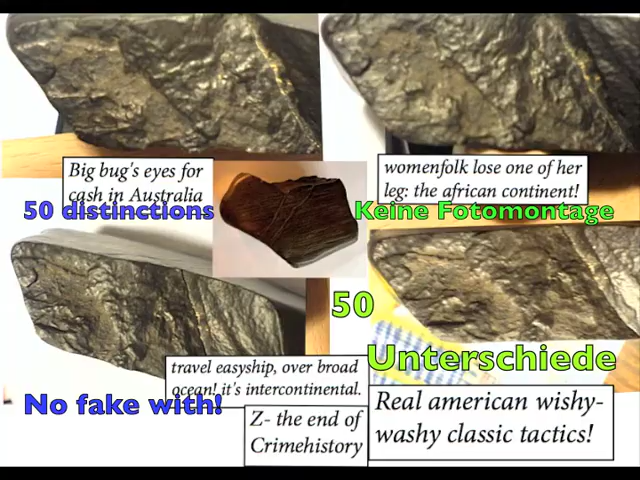 Big bug's eyes for
cash in Australia
womenfolk lose one of her
leg: the african continent!
50 distinctions
Keine Fotomontage
50
Unterschiede
travel easyship, over broad
ocean! it's intercontinental.
No fake with!
Z- the end of
Crimehistory
Real american wishy-
washy classic tactics!